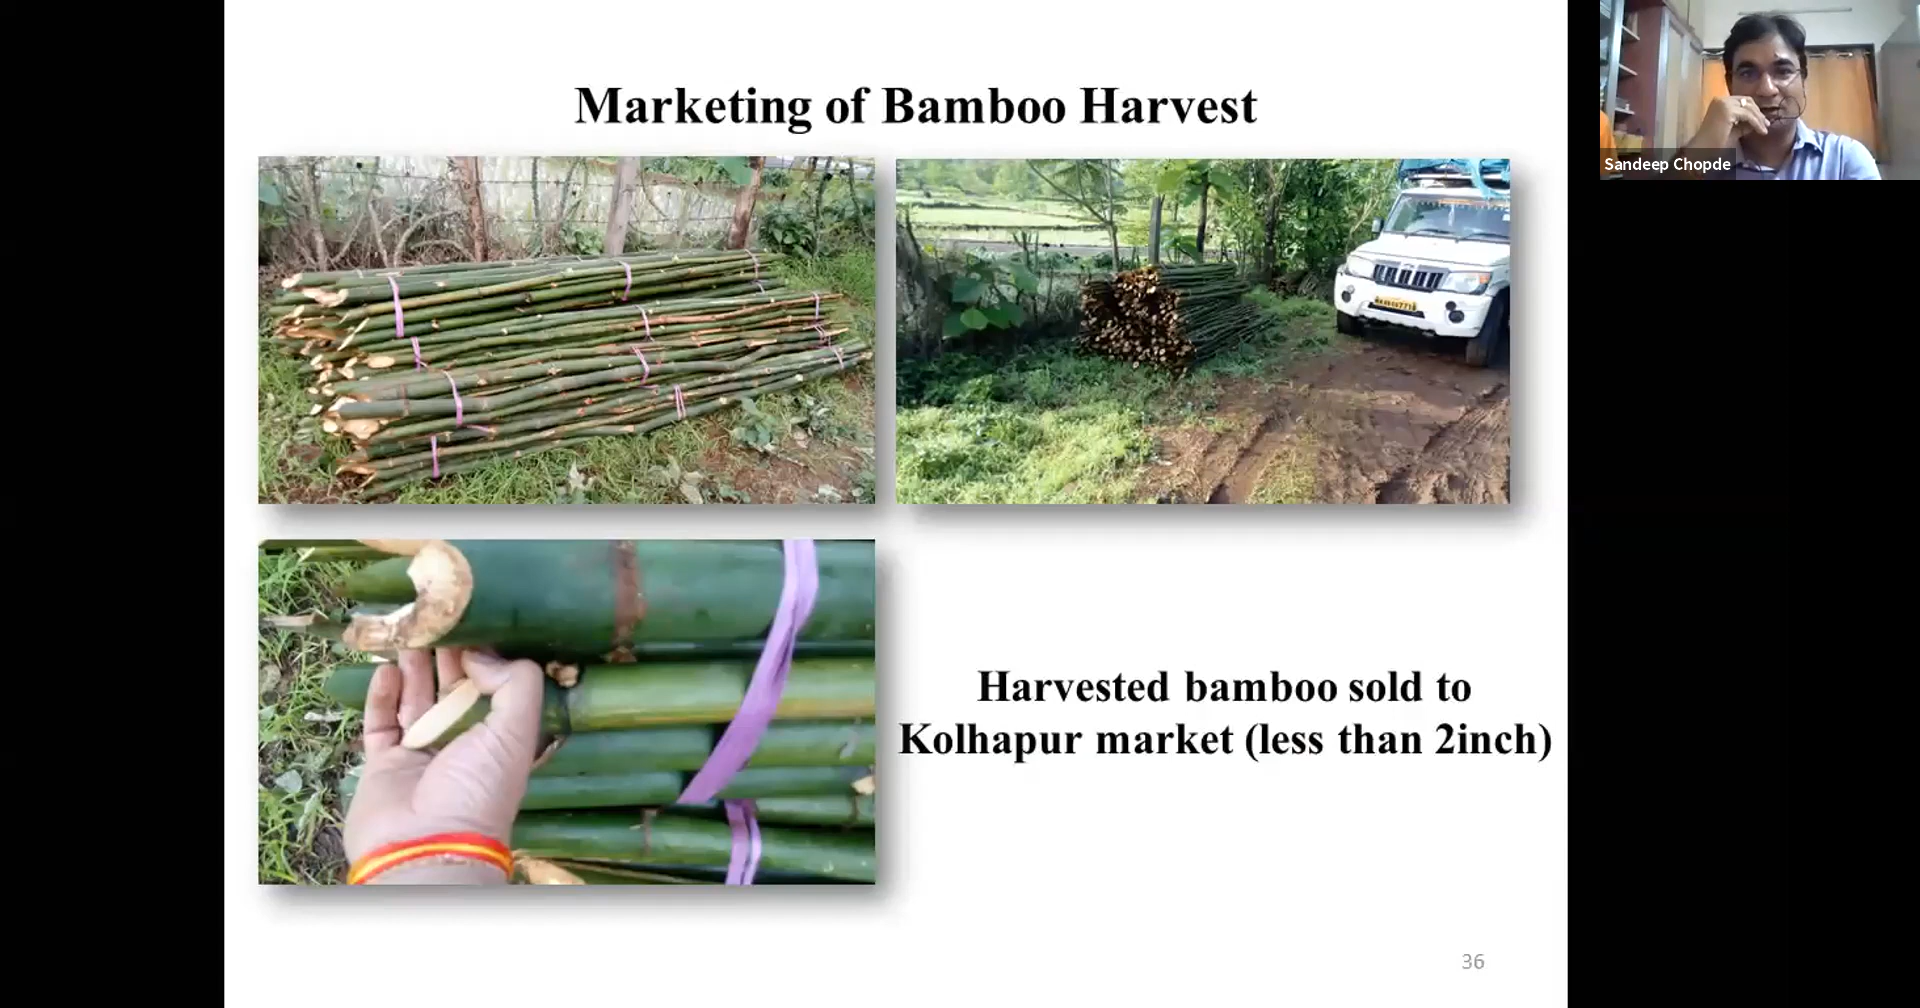 Marketing of Bamboo Harvest
Sandeep Chopde
Harvested bamboo sold to
Kolhapur market (less than 2inch)
36